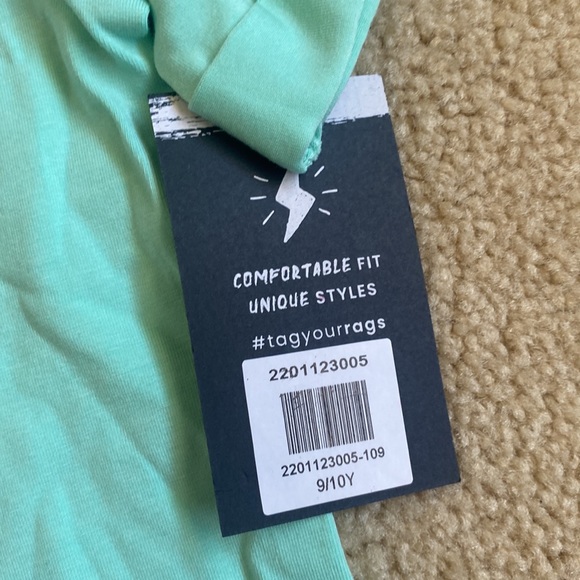 COMFORTABLE FIT
UNIQUE STYLES
#tagyourrags
2201123005
2201123005-109
9/10Y